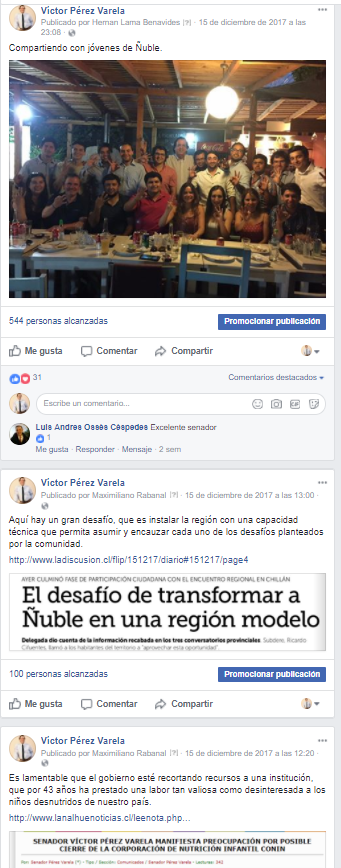 Víctor Pérez Varela
Publicado por Hernan Lama Benavides [?] · 15 de diciembre de 2017 a las
23:08 ·
Compartiendo con jóvenes de Ñuble.
544 personas alcanzadas
Promocionar publicación
Me gusta
Comentar
Compartir
31
Comentarios destacados
Escribe un comentario...
GIF
Luis Andres Osses Céspedes Excelente senador
1
Me gusta · Responder · Mensaje · 2 sem
Víctor Pérez Varela
Publicado por Maximiliano Rabanal [?] · 15 de diciembre de 2017 a las 13:00 ·
Aquí hay un gran desafío, que es instalar la región con una capacidad
técnica que permita asumir y encauzar cada uno de los desafíos planteados
por la comunidad.
http://www.ladiscusion.cl/flip/151217/diario#151217/page4
AYER CULMINÓ FASE DE PARTICIPACIÓN CIUDADANA CON EL ENCUENTRO REGIONAL EN CHILLÁN
El desafío de transformar a
Ñuble en una región modelo
Delegada dio cuenta de la información recabada en los tres conversatorios provinciales. Subdere, Ricardo
Cifuentes, llamó a los habitantes del territorio a "aprovechar esta oportunidad".
100 personas alcanzadas
Promocionar publicación
Me gusta
Comentar
Compartir
Víctor Pérez Varela
Publicado por Maximiliano Rabanal [?] · 15 de diciembre de 2017 a las 12:20 ·
Es lamentable que el gobierno esté recortando recursos a una institución,
que por 43 años ha prestado una labor tan valiosa como desinteresada a los
niños desnutridos de nuestro país.
http://www.lanalhuenoticias.cl/leenota.php...
SENADOR VÍCTOR PÉREZ VARELA MANIFIESTA PREOCUPACIÓN POR POSIBLE
CIERRE DE LA CORPORACIÓN DE NUTRICIÓN INFANTIL CONIN
Por: Senador Pérez Varela (*) - Tipo / Sección: Comunicados / Senador Pérez Varela - Lecturas: 342